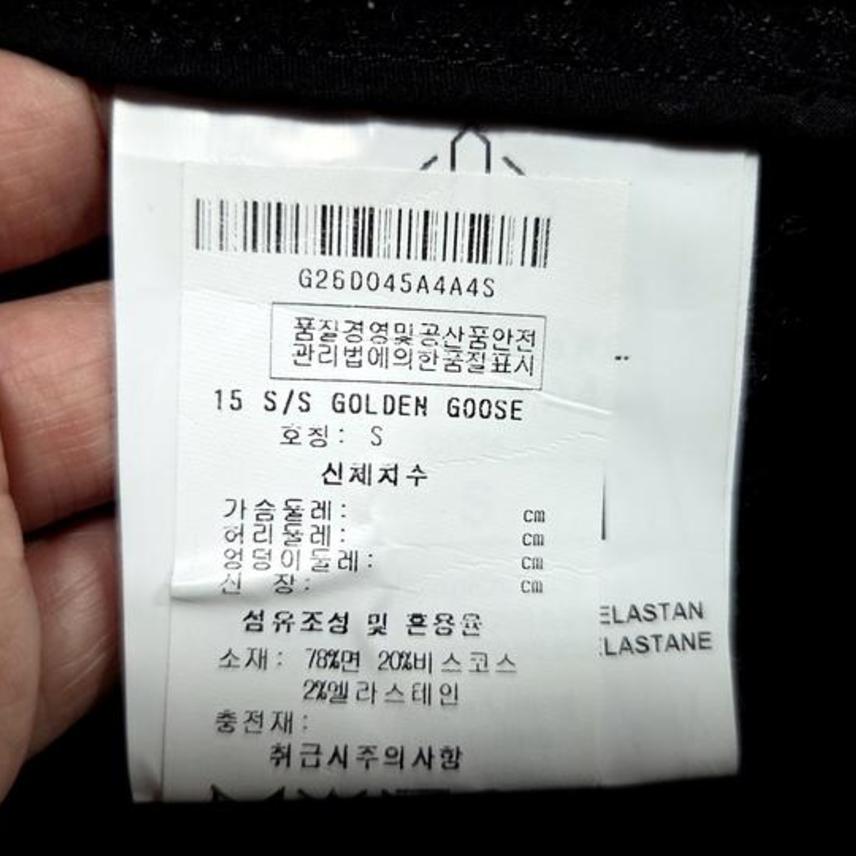 G26D045A4A4S
품질경영및공산품안전
관리법에의한품질표시
15 S/S GOLDEN GOOSE
호칭: S
신체치수
가슴둘레: cm
허리둘레: cm
엉덩이둘레: cm
신 장: cm
섬유조성 및 혼용율
소재: 78%면 20%비스코스
2%엘라스테인
충전재:
취급시주의사항
ELASTAN
LASTANE